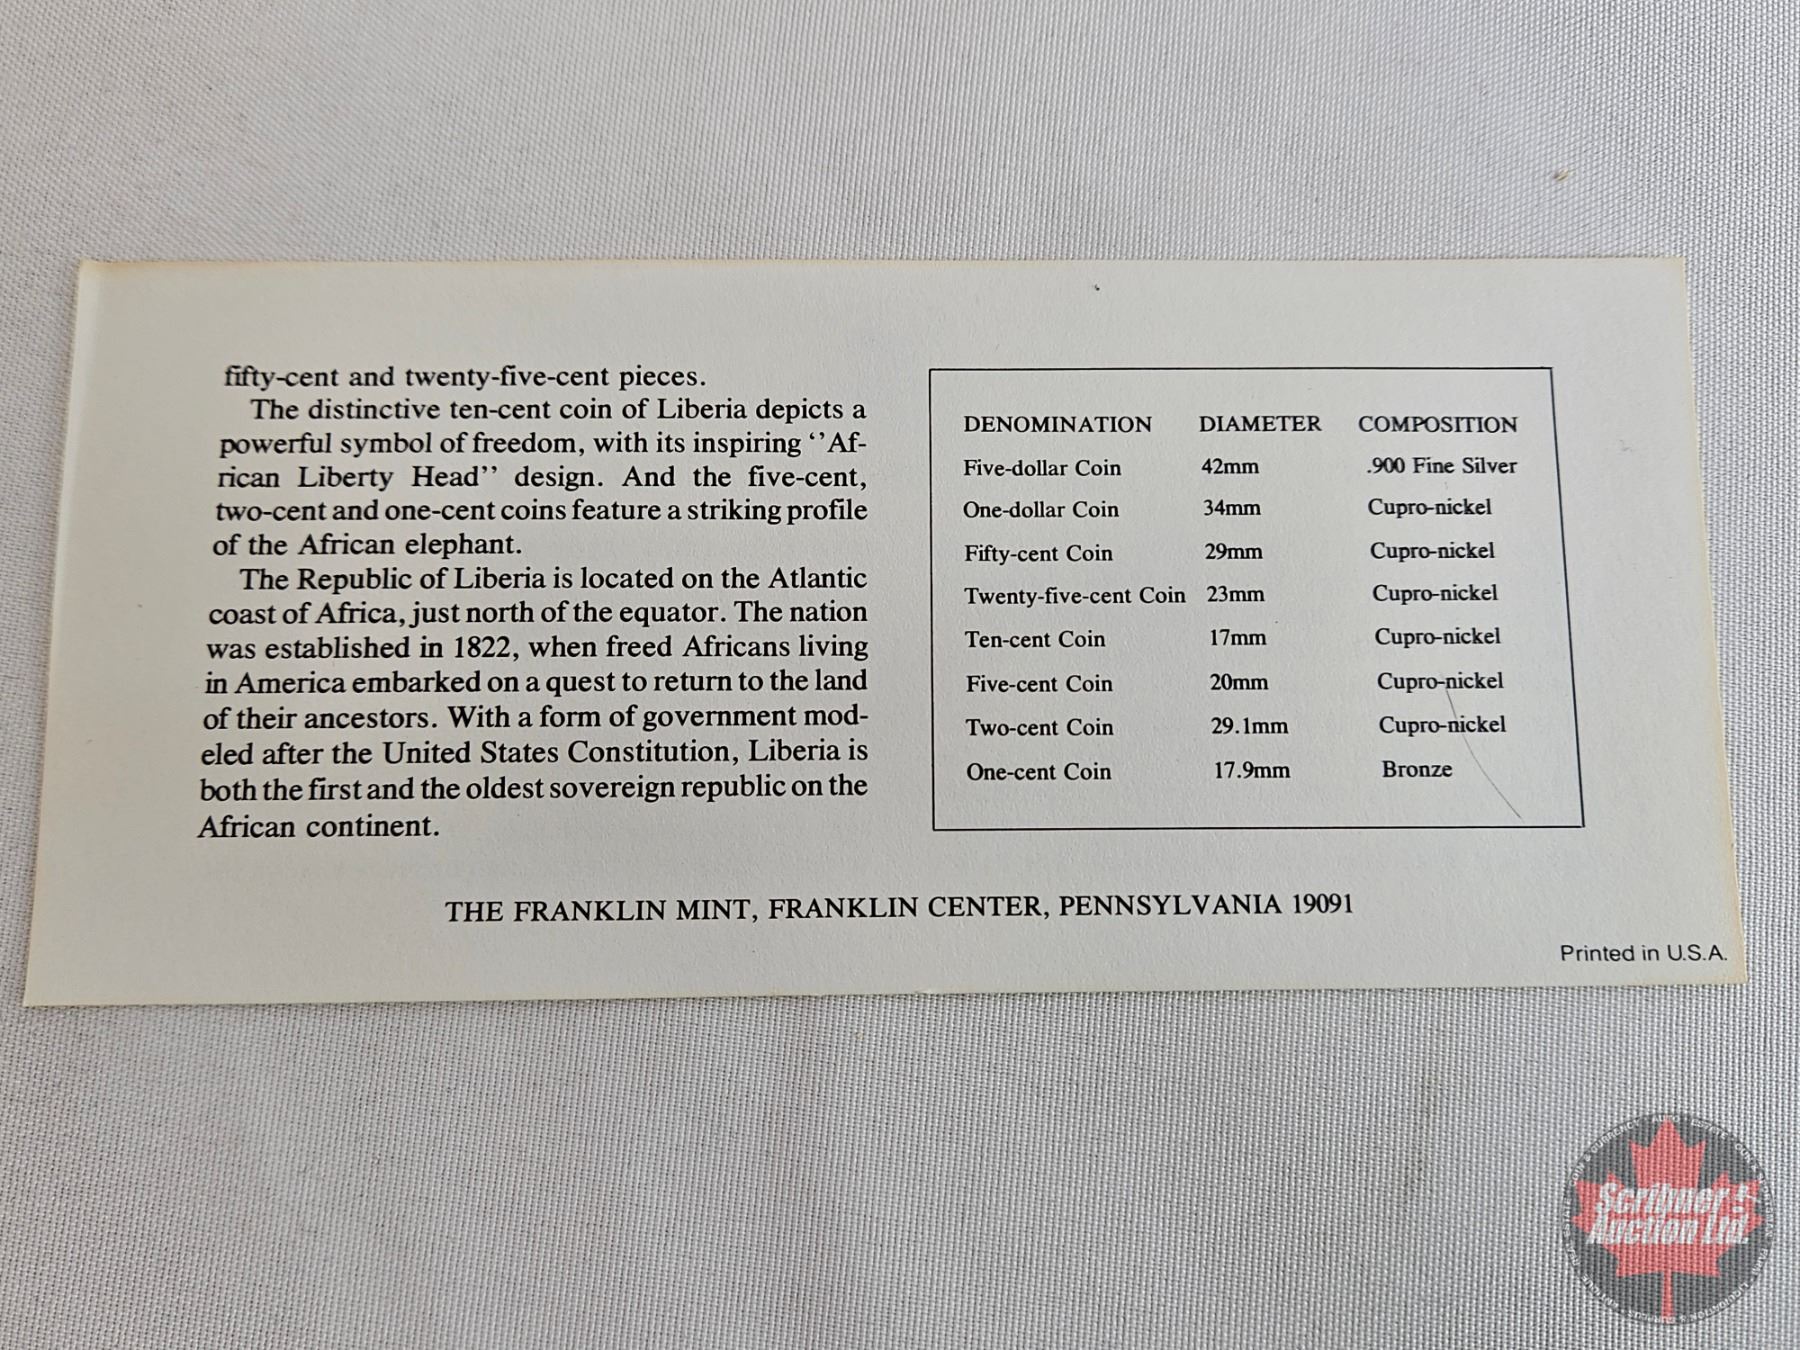 fifty-cent and twenty-five-cent pieces.
The distinctive ten-cent coin of Liberia depicts a
powerful symbol of freedom, with its inspiring ‘’Af-
rican Liberty Head’’ design. And the five-cent,
two-cent and one-cent coins feature a striking profile
of the African elephant.
The Republic of Liberia is located on the Atlantic
coast of Africa, just north of the equator. The nation
was established in 1822, when freed Africans living
in America embarked on a quest to return to the land
of their ancestors. With a form of government mod-
eled after the United States Constitution, Liberia is
both the first and the oldest sovereign republic on the
African continent.
DENOMINATION DIAMETER COMPOSITION
Five-dollar Coin 42mm .900 Fine Silver
One-dollar Coin 34mm Cupro-nickel
Fifty-cent Coin 29mm Cupro-nickel
Twenty-five-cent Coin 23mm Cupro-nickel
Ten-cent Coin 17mm Cupro-nickel
Five-cent Coin 20mm Cupro-nickel
Two-cent Coin 29.1mm Cupro-nickel
One-cent Coin 17.9mm Bronze
THE FRANKLIN MINT, FRANKLIN CENTER, PENNSYLVANIA 19091
Printed in U.S.A.
Scribner
Auction Ltd.